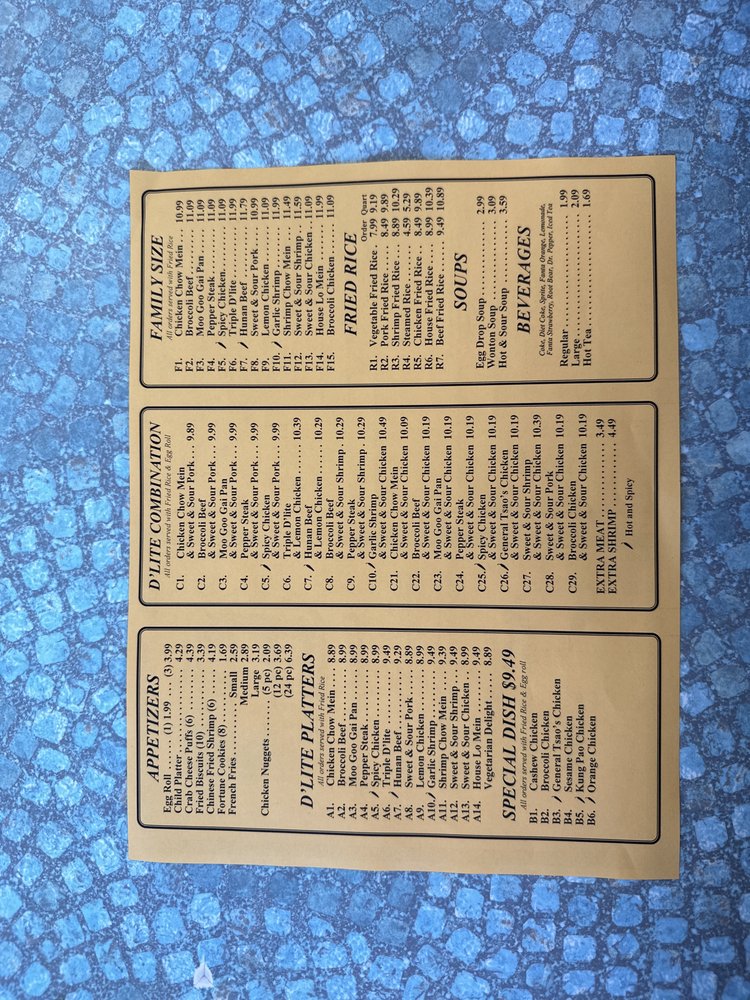 APPETIZERS
Egg Roll .... (1) 1.99 .... (3) 3.99
Child Platter .................. 4.29
Crab Cheese Puffs (6) ........ 4.39
Fried Biscuits (10) ............ 3.39
Chinese Fried Shrimp (6) ..... 4.19
Fortune Cookies (8) ........... 1.69
French Fries ........... Small 2.59
Medium 2.89
Large 3.19
Chicken Nuggets ....... (5 pc) 2.09
(12 pc) 3.69
(24 pc) 6.39
D'LITE PLATTERS
All orders served with Fried Rice
A1. Chicken Chow Mein ..... 8.89
A2. Broccoli Beef ............ 8.99
A3. Moo Goo Gai Pan ........ 8.99
A4. Pepper Steak ............ 8.99
A5. Spicy Chicken ........... 8.99
A6. Triple D'lite ............. 9.49
A7. Hunan Beef ............. 9.29
A8. Sweet & Sour Pork ...... 8.89
A9. Lemon Chicken ......... 8.99
A10. Garlic Shrimp .......... 9.49
A11. Shrimp Chow Mein ..... 9.39
A12. Sweet & Sour Shrimp ... 9.49
A13. Sweet & Sour Chicken .. 8.99
A14. House Lo Mein ......... 9.49
Vegetarian Delight ...... 8.89
SPECIAL DISH $9.49
All orders served with Fried Rice & Egg roll
B1. Cashew Chicken
B2. Broccoli Chicken
B3. General Tsao's Chicken
B4. Sesame Chicken
B5. Kung Pao Chicken
B6. Orange Chicken
D'LITE COMBINATION
All orders served with Fried Rice & Egg Roll
C1. Chicken Chow Mein
& Sweet & Sour Pork ... 9.89
C2. Broccoli Beef
& Sweet & Sour Pork ... 9.99
C3. Moo Goo Gai Pan
& Sweet & Sour Pork ... 9.99
C4. Pepper Steak
& Sweet & Sour Pork ... 9.99
C5. Spicy Chicken
& Sweet & Sour Pork ... 9.99
C6. Triple D'lite
& Lemon Chicken ...... 10.39
C7. Hunan Beef
& Lemon Chicken ...... 10.29
C8. Broccoli Beef
& Sweet & Sour Shrimp . 10.29
C9. Pepper Steak
& Sweet & Sour Shrimp . 10.29
C10. Garlic Shrimp
& Sweet & Sour Chicken 10.49
C21. Chicken Chow Mein
& Sweet & Sour Chicken 10.09
C22. Broccoli Beef
& Sweet & Sour Chicken 10.19
C23. Moo Goo Gai Pan
& Sweet & Sour Chicken 10.19
C24. Pepper Steak
& Sweet & Sour Chicken 10.19
C25. Spicy Chicken
& Sweet & Sour Chicken 10.19
C26. General Tsao's Chicken
& Sweet & Sour Chicken 10.19
C27. Sweet & Sour Shrimp
& Sweet & Sour Chicken 10.39
C28. Sweet & Sour Pork
& Sweet & Sour Chicken 10.19
C29. Broccoli Chicken
& Sweet & Sour Chicken 10.19
EXTRA MEAT ............. 3.49
EXTRA SHRIMP ........... 4.49
Hot and Spicy
FAMILY SIZE
All orders served with Fried Rice
F1. Chicken Chow Mein .... 10.99
F2. Broccoli Beef ........... 11.09
F3. Moo Goo Gai Pan ....... 11.09
F4. Pepper Steak ........... 11.09
F5. Spicy Chicken .......... 11.09
F6. Triple D'lite ............ 11.99
F7. Hunan Beef ............ 11.79
F8. Sweet & Sour Pork ..... 10.99
F9. Lemon Chicken ........ 11.09
F10. Garlic Shrimp ......... 11.99
F11. Shrimp Chow Mein .... 11.49
F12. Sweet & Sour Shrimp .. 11.59
F13. Sweet & Sour Chicken . 11.09
F14. House Lo Mein ........ 11.99
F15. Broccoli Chicken ...... 11.09
FRIED RICE
Order Quart
R1. Vegetable Fried Rice .. 7.99 9.19
R2. Pork Fried Rice ...... 8.49 9.89
R3. Shrimp Fried Rice .... 8.89 10.29
R4. Steamed Rice ........ 4.59 5.29
R5. Chicken Fried Rice ... 8.49 9.89
R6. House Fried Rice ..... 8.99 10.39
R7. Beef Fried Rice ...... 9.49 10.89
SOUPS
Egg Drop Soup ............... 2.99
Wonton Soup ................. 3.09
Hot & Sour Soup .............. 3.59
BEVERAGES
Coke, Diet Coke, Sprite, Fanta Orange, Lemonade,
Fanta Strawberry, Root Beer, Dr. Pepper, Iced Tea
Regular ...................... 1.99
Large ........................ 2.09
Hot Tea ...................... 1.69